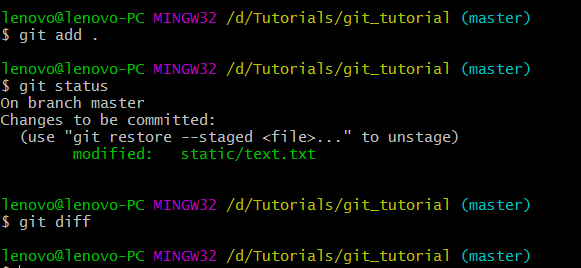 lenovo@lenovo-PC MINGW32 /d/Tutorials/git_tutorial (master)
$ git add .
lenovo@lenovo-PC MINGW32 /d/Tutorials/git_tutorial (master)
$ git status
On branch master
Changes to be committed:
  (use "git restore --staged <file>..." to unstage)
        modified:   static/text.txt
lenovo@lenovo-PC MINGW32 /d/Tutorials/git_tutorial (master)
$ git diff
lenovo@lenovo-PC MINGW32 /d/Tutorials/git_tutorial (master)